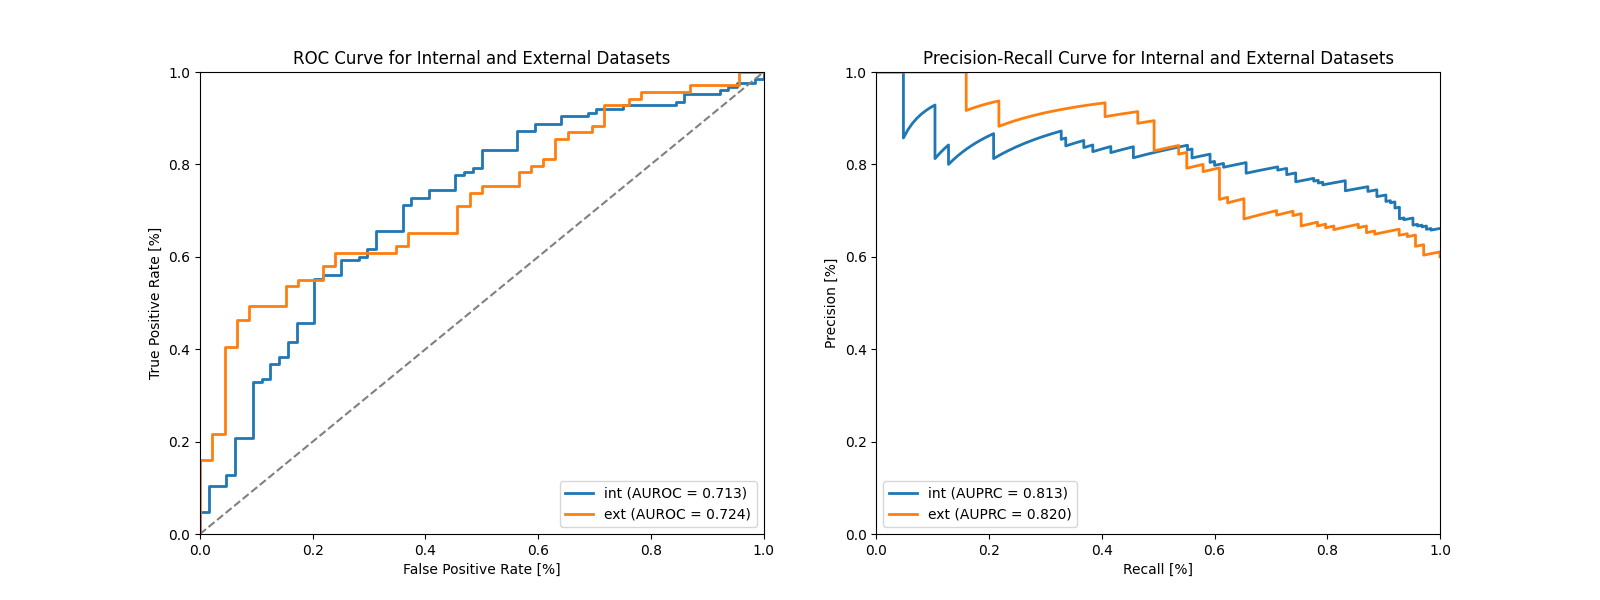 ROC Curve for Internal and External Datasets
True Positive Rate [%]
1.0
0.8
0.6
0.4
0.2
0.0
0.0 0.2 0.4 0.6 0.8 1.0
False Positive Rate [%]
int (AUROC = 0.713)
ext (AUROC = 0.724)
Precision-Recall Curve for Internal and External Datasets
Precision [%]
1.0
0.8
0.6
0.4
0.2
0.0
0.0 0.2 0.4 0.6 0.8 1.0
Recall [%]
int (AUPRC = 0.813)
ext (AUPRC = 0.820)